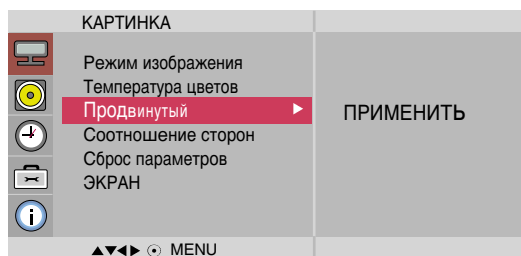 КАРТИНКА
Режим изображения
Температура цветов
Продвинутый ▶
Соотношение сторон
Сброс параметров
ЭКРАН
ПРИМЕНИТЬ
▲▼◀▶ ⊙ MENU